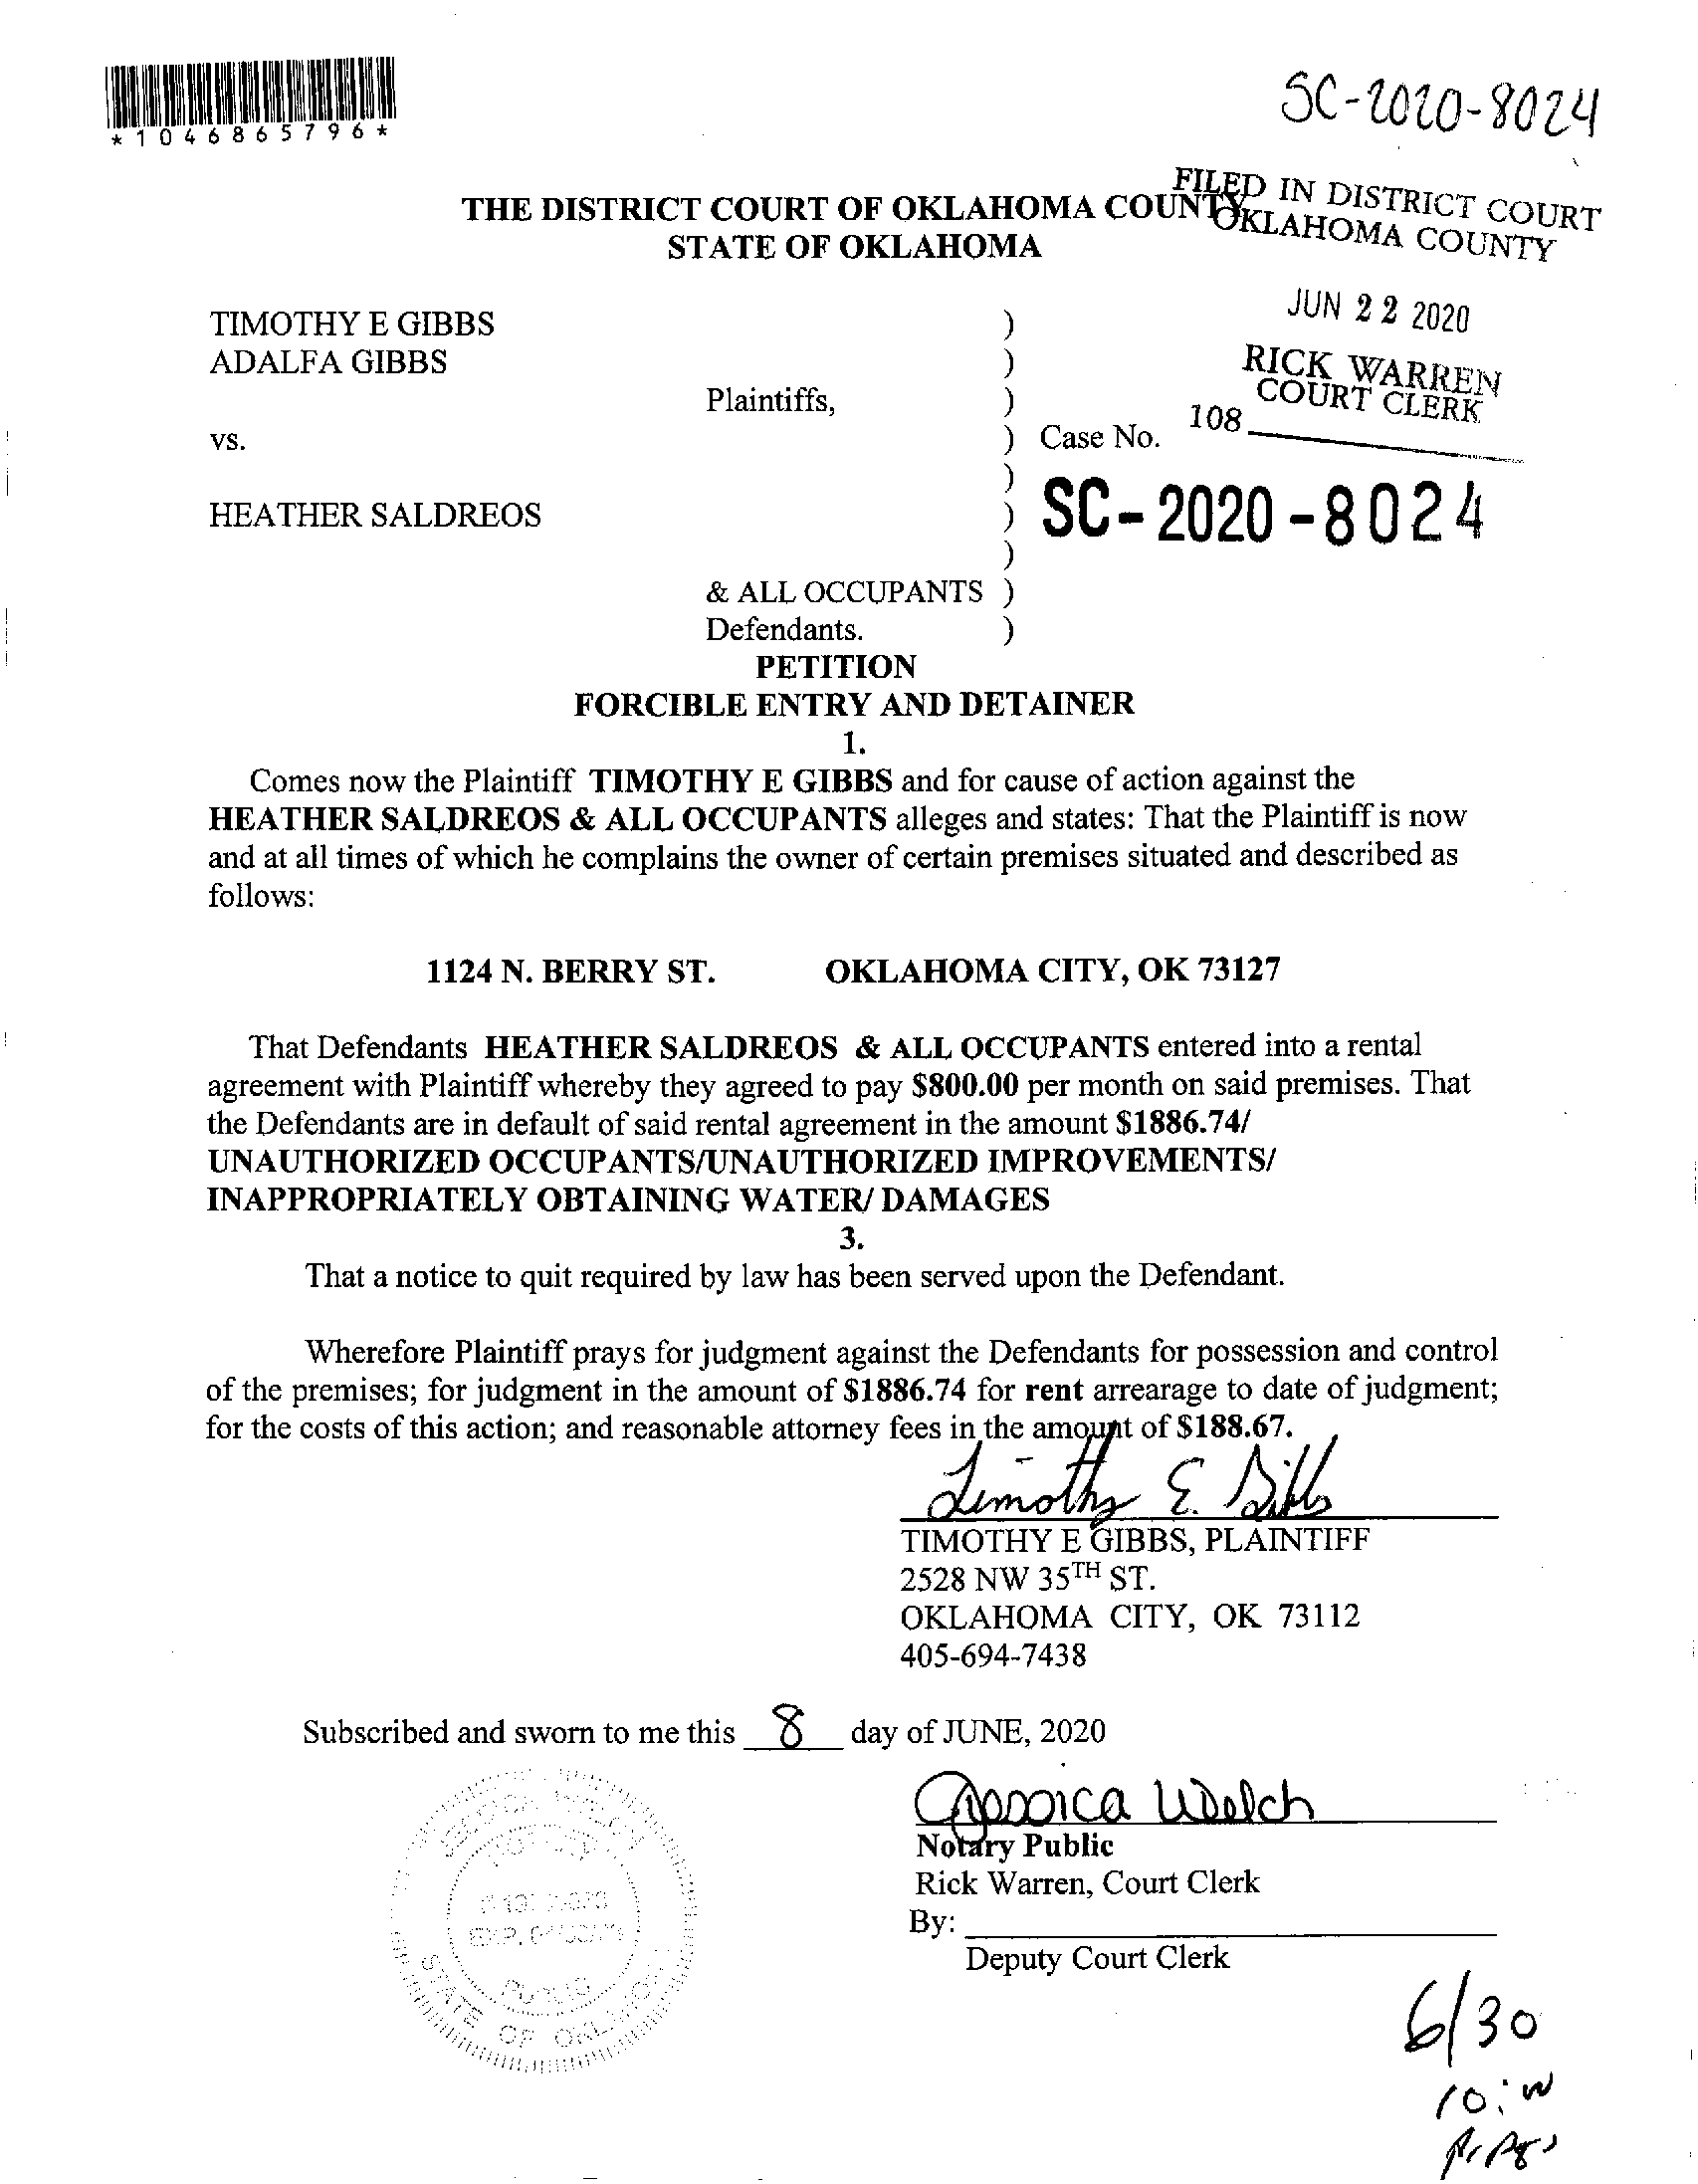 *1046865796*
SC-2020-8024
THE DISTRICT COURT OF OKLAHOMA COUNTY
STATE OF OKLAHOMA
FILED IN DISTRICT COURT
OKLAHOMA COUNTY
JUN 22 2020
RICK WARREN
COURT CLERK
108
TIMOTHY E GIBBS )
ADALFA GIBBS )
Plaintiffs, )
vs. ) Case No.
)
HEATHER SALDREOS ) SC-2020-8024
)
& ALL OCCUPANTS )
Defendants. )
PETITION
FORCIBLE ENTRY AND DETAINER
1.
Comes now the Plaintiff TIMOTHY E GIBBS and for cause of action against the
HEATHER SALDREOS & ALL OCCUPANTS alleges and states: That the Plaintiff is now
and at all times of which he complains the owner of certain premises situated and described as
follows:
1124 N. BERRY ST. OKLAHOMA CITY, OK 73127
That Defendants HEATHER SALDREOS & ALL OCCUPANTS entered into a rental
agreement with Plaintiff whereby they agreed to pay $800.00 per month on said premises. That
the Defendants are in default of said rental agreement in the amount $1886.74/
UNAUTHORIZED OCCUPANTS/UNAUTHORIZED IMPROVEMENTS/
INAPPROPRIATELY OBTAINING WATER/ DAMAGES
3.
That a notice to quit required by law has been served upon the Defendant.
Wherefore Plaintiff prays for judgment against the Defendants for possession and control
of the premises; for judgment in the amount of $1886.74 for rent arrearage to date of judgment;
for the costs of this action; and reasonable attorney fees in the amount of $188.67.
Timothy E. Gibbs
TIMOTHY E GIBBS, PLAINTIFF
2528 NW 35TH ST.
OKLAHOMA CITY, OK 73112
405-694-7438
Subscribed and sworn to me this 8 day of JUNE, 2020
Jessica Welch
Notary Public
Rick Warren, Court Clerk
By:
Deputy Court Clerk
STATE OF
6/30